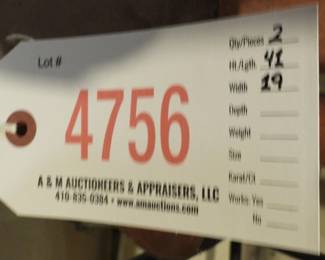 Lot #
4756
A & M AUCTIONEERS & APPRAISERS, LLC
410-835-0384 • www.amauctions.com
Qty/Pieces 2
Ht./Lgth 41
Width 19
Depth
Weight
Size
Karat/Ct
Works: Yes
No